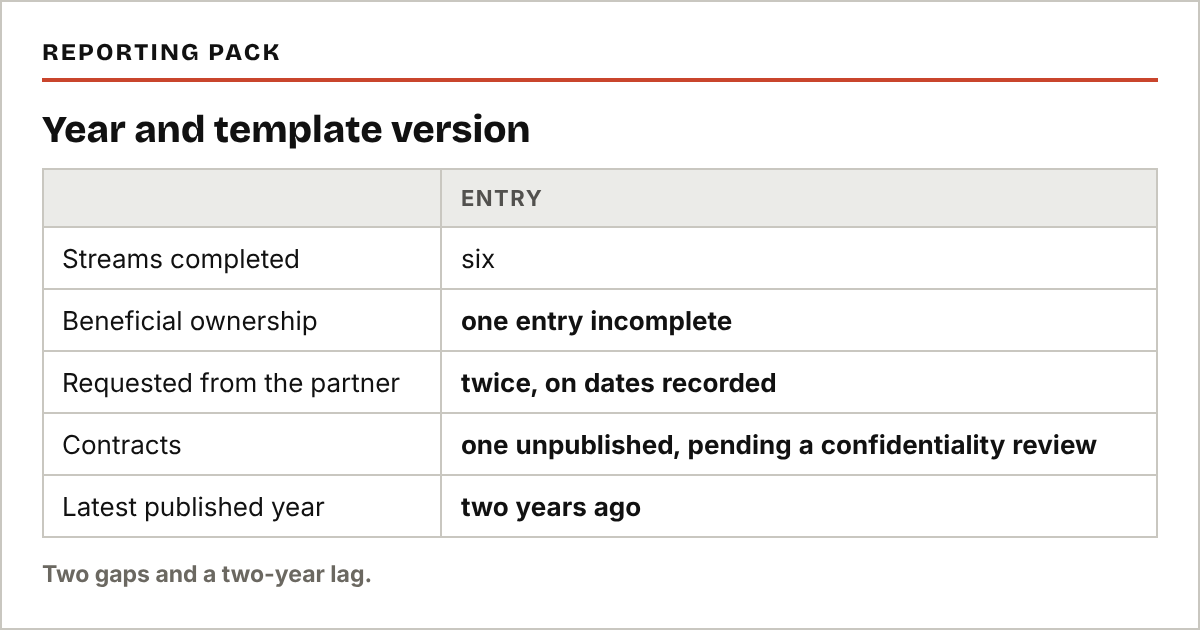 REPORTING PACK
Year and template version
ENTRY
Streams completed six
Beneficial ownership one entry incomplete
Requested from the partner twice, on dates recorded
Contracts one unpublished, pending a confidentiality review
Latest published year two years ago
Two gaps and a two-year lag.